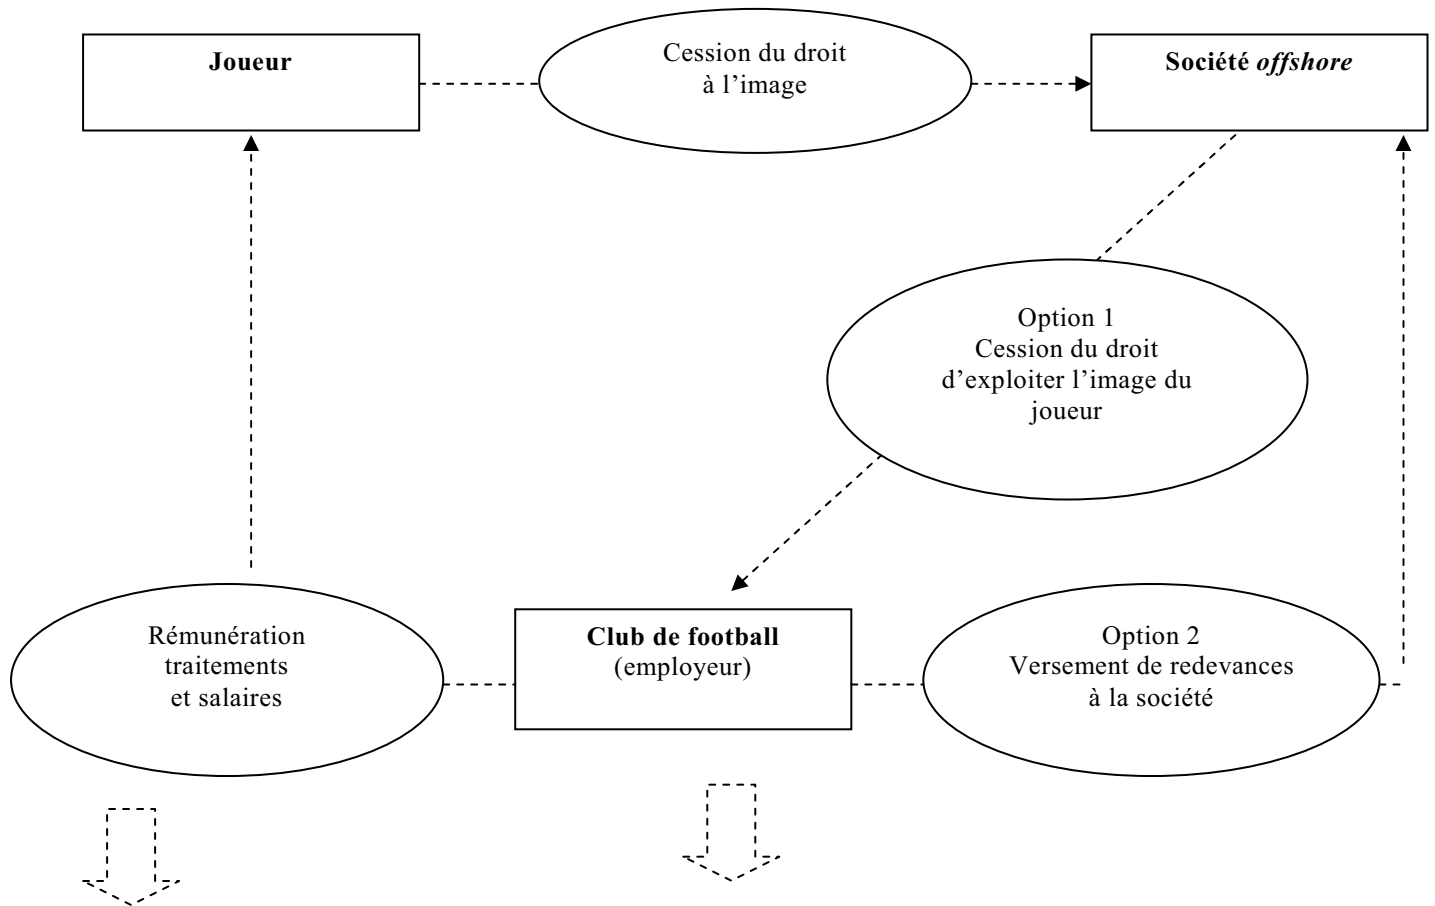 Joueur
Cession du droit
à l’image
Société offshore
Option 1
Cession du droit
d’exploiter l’image du
joueur
Rémunération
traitements
et salaires
Club de football
(employeur)
Option 2
Versement de redevances
à la société